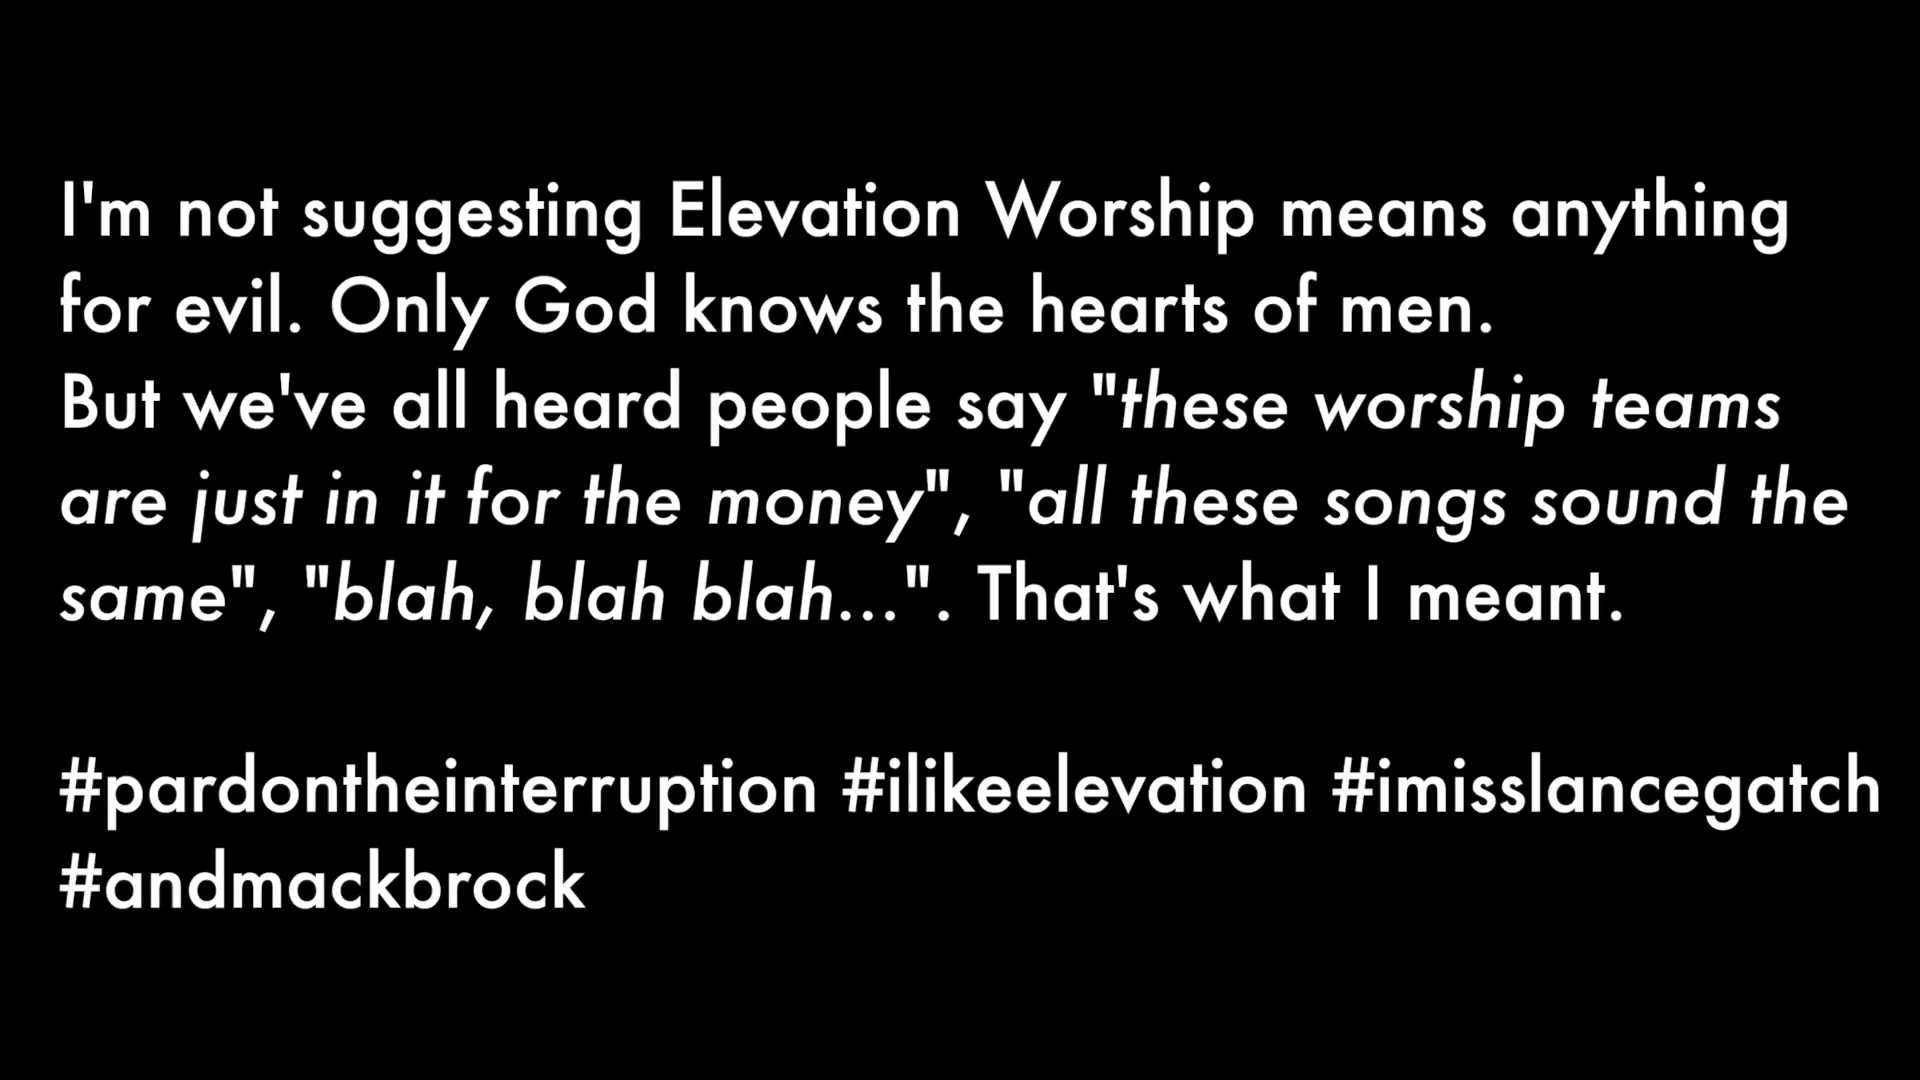 I'm not suggesting Elevation Worship means anything
for evil. Only God knows the hearts of men.
But we've all heard people say "these worship teams
are just in it for the money", "all these songs sound the
same", "blah, blah blah...". That's what I meant.
#pardontheinterruption #ilikeelevation #imisslancegatch
#andmackbrock